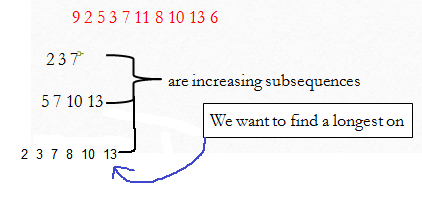 9 2 5 3 7 11 8 10 13 6
2 3 7
are increasing subsequences
5 7 10 13
We want to find a longest on
2 3 7 8 10 13